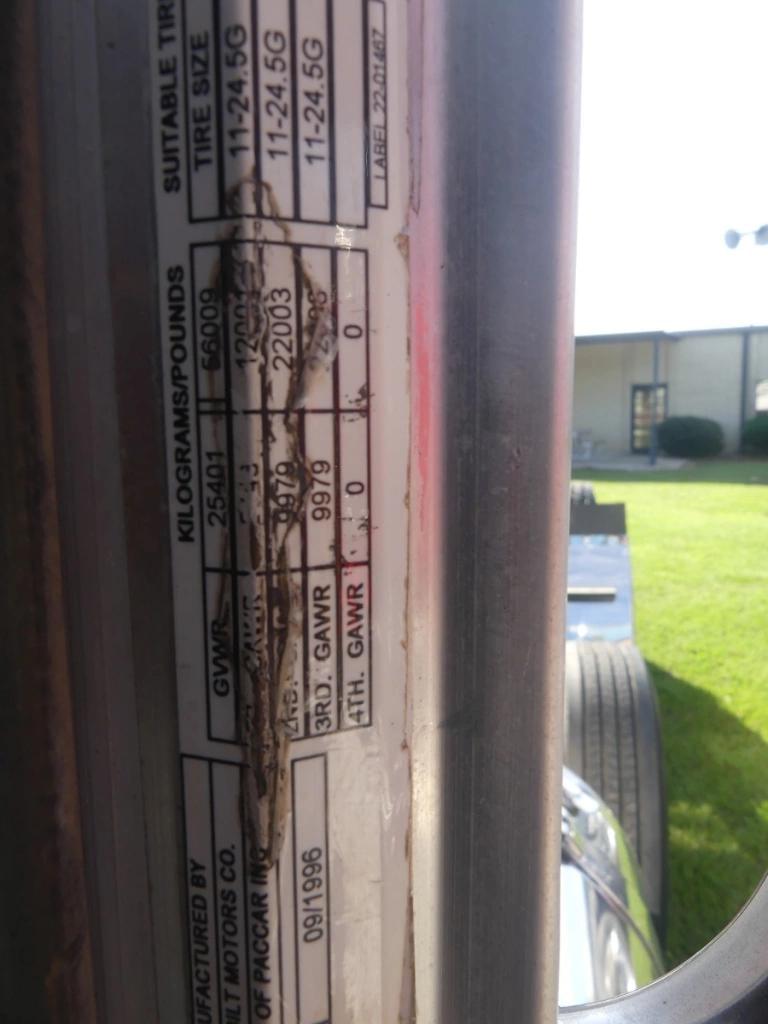 UFACTURED BY
ILT MOTORS CO.
OF PACCAR INC
09/1996
KILOGRAMS/POUNDS
GVWR 25401 56009
GAWR
9979 22003
3RD. GAWR 9979
4TH. GAWR 0 0
SUITABLE TIR
TIRE SIZE
11-24.5G
11-24.5G
11-24.5G
LABEL 22-01467